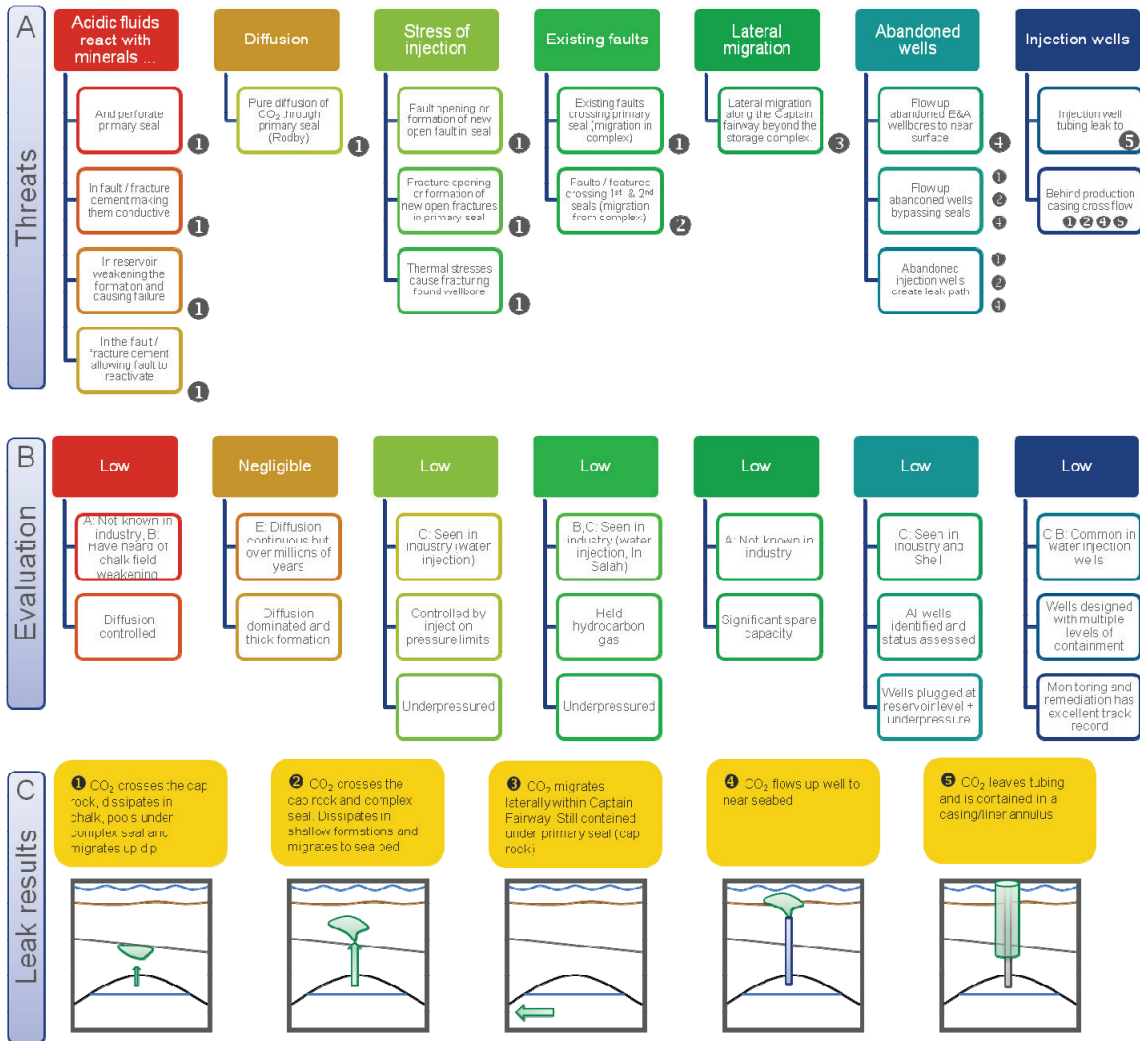 A
Threats
Acidic fluids
react with
minerals ...
Diffusion
Stress of
injection
Existing faults
Lateral
migration
Abandoned
wells
Injection wells
And perforate
primary seal
1
In fault / fracture
cement making
them conductive
1
In reservoir
weakening the
formation and
causing failure
1
In the fault /
fracture cement
allowing fault to
reactivate
1
Pure diffusion of
CO₂ through
primary seal
(Rodby)
1
Fault opening or
formation of new
open fault in seal
1
Fracture opening
or formation of
new open fractures
in primary seal
1
Thermal stresses
cause fracturing
found wellbore
1
Existing faults
crossing primary
seal (migration in
complex)
1
Faults / features
crossing 1st & 2nd
seals (migration
from complex)
2
Lateral migration
along the Captain
fairway beyond the
storage complex.
3
Flow up
abandoned E&A
wellbores to near
surface
4
Flow up
abandoned wells
bypassing seals
1
2
4
Abandoned
injection wells
create leak path
1
2
4
Injection well
tubing leak to
5
Behind production
casing cross flow
1 2 4 5
B
Evaluation
Low
Negligible
Low
Low
Low
Low
Low
A: Not known in
industry, B:
Have heard of
chalk field
weakening
Diffusion
controlled
E: Diffusion
continuous but
over millions of
years
Diffusion
dominated and
thick formation
C: Seen in
industry (water
injection)
Controlled by
injection
pressure limits
Underpressured
B,C: Seen in
industry (water
injection, In
Salah)
Held
hydrocarbon
gas
Underpressured
A: Not known in
industry
Significant spare
capacity
C: Seen in
industry and
Shell
All wells
identified and
status assessed
Wells plugged at
reservoir level +
underpressure
C B: Common in
water injection
wells
Wells designed
with multiple
levels of
containment
Monitoring and
remediation has
excellent track
record
C
Leak results
1 CO₂ crosses the cap
rock, dissipates in
chalk, pools under
complex seal and
migrates up dip
2 CO₂ crosses the
cap rock and complex
seal. Dissipates in
shallow formations and
migrates to sea bed
3 CO₂ migrates
laterally within Captain
Fairway. Still contained
under primary seal (cap
rock)
4 CO₂ flows up well to
near seabed
5 CO₂ leaves tubing
and is contained in a
casing/liner annulus